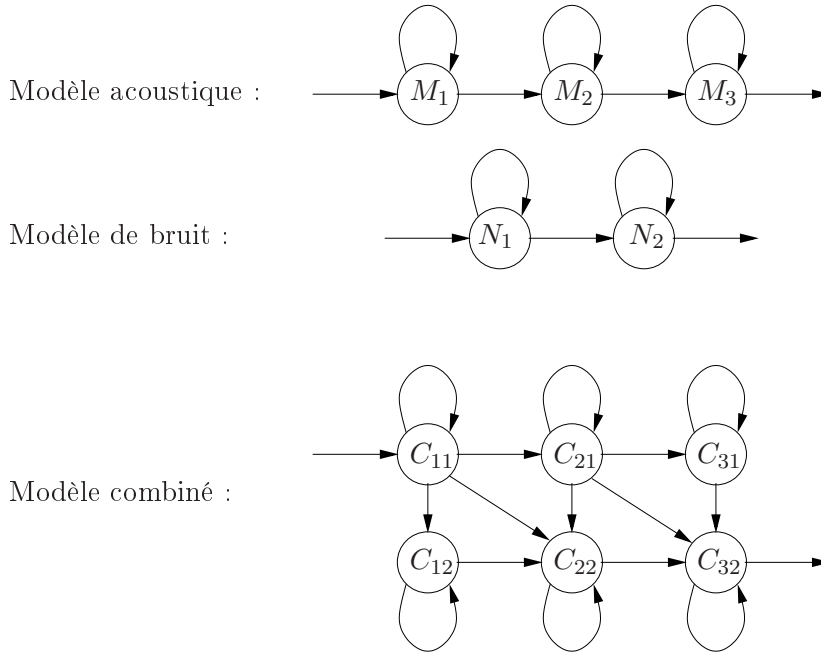 Modèle acoustique :
M₁ M₂ M₃
Modèle de bruit :
N₁ N₂
C₁₁ C₂₁ C₃₁
Modèle combiné :
C₁₂ C₂₂ C₃₂